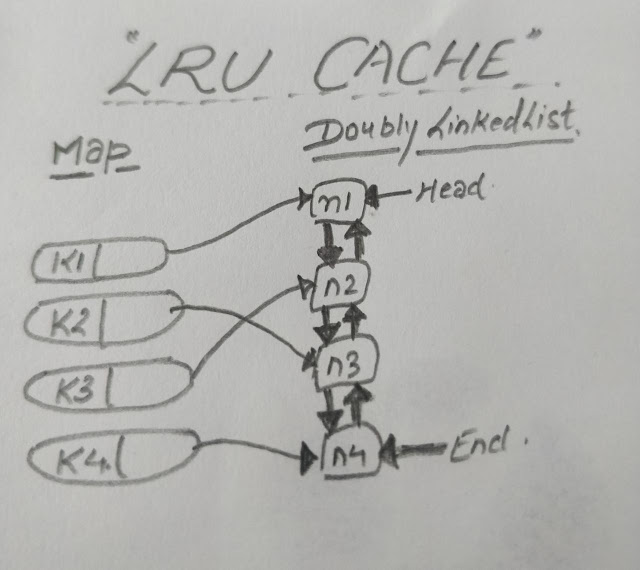 "LRU CACHE"
Map
Doubly LinkedList.
n1
Head.
K1
n2
K2
n3
K3
n4
End.
K4.